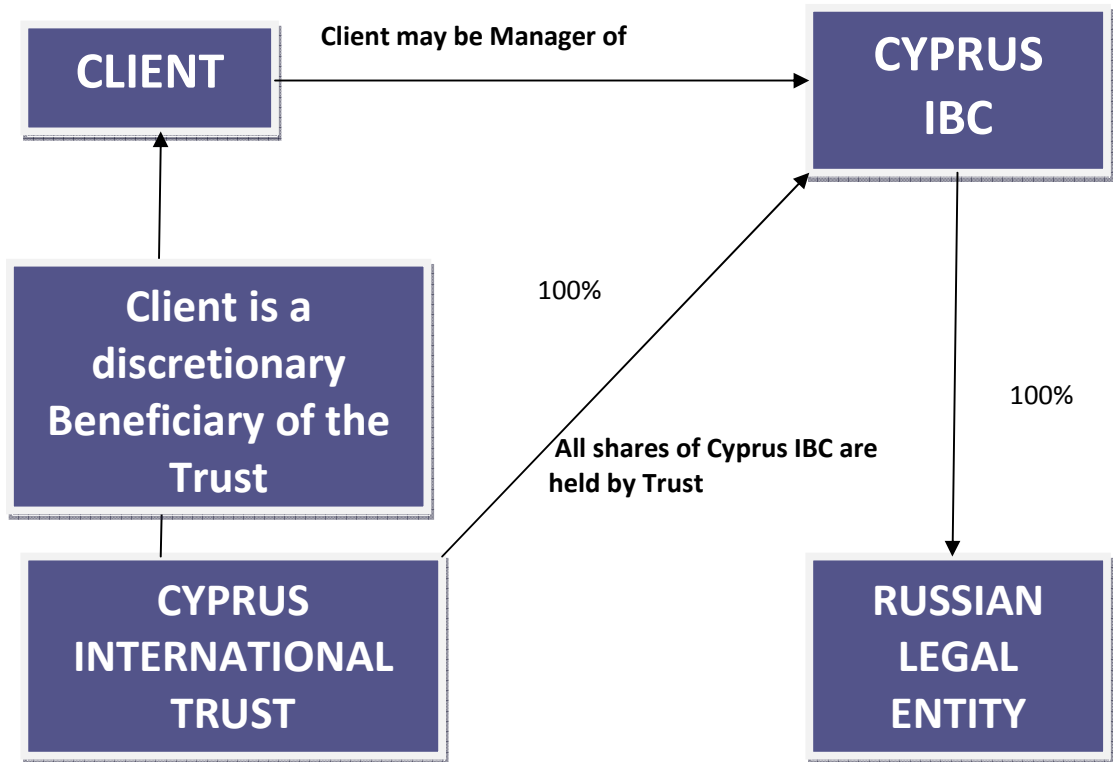 Client may be Manager of
CLIENT
CYPRUS
IBC
Client is a
discretionary
Beneficiary of the
Trust
100%
100%
All shares of Cyprus IBC are
held by Trust
CYPRUS
INTERNATIONAL
TRUST
RUSSIAN
LEGAL
ENTITY